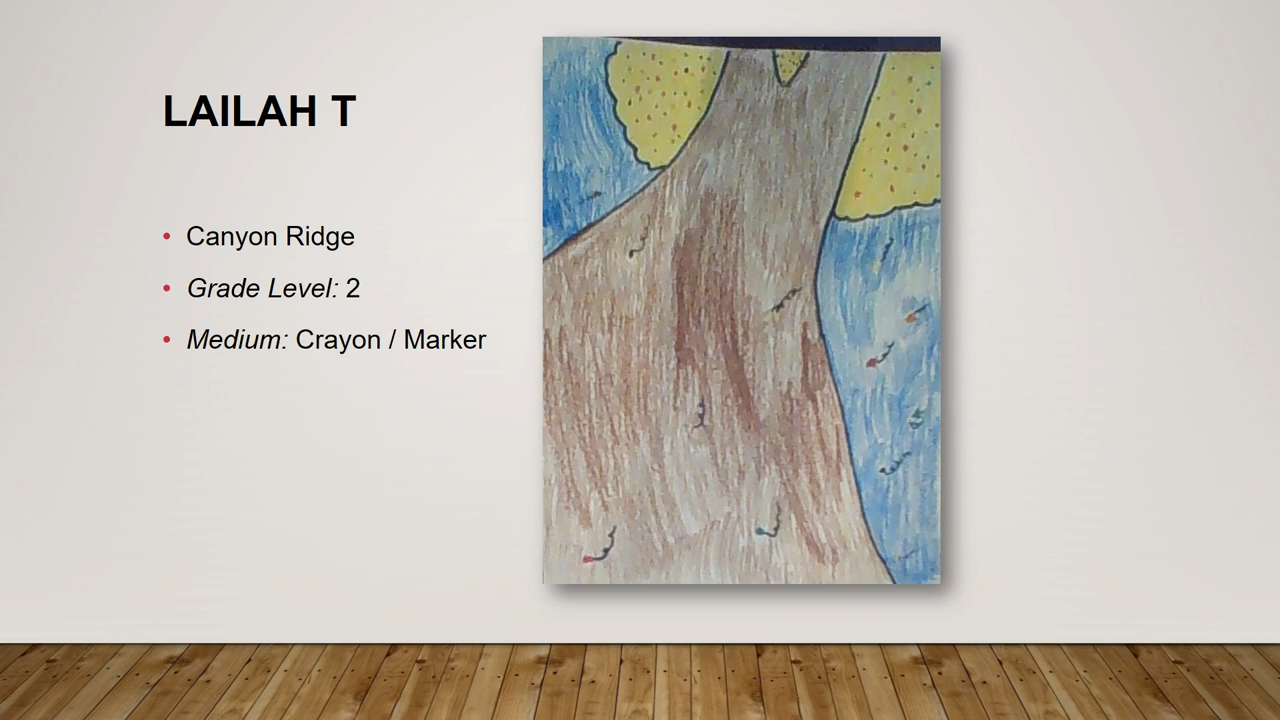 LAILAH T
• Canyon Ridge
• Grade Level: 2
• Medium: Crayon / Marker